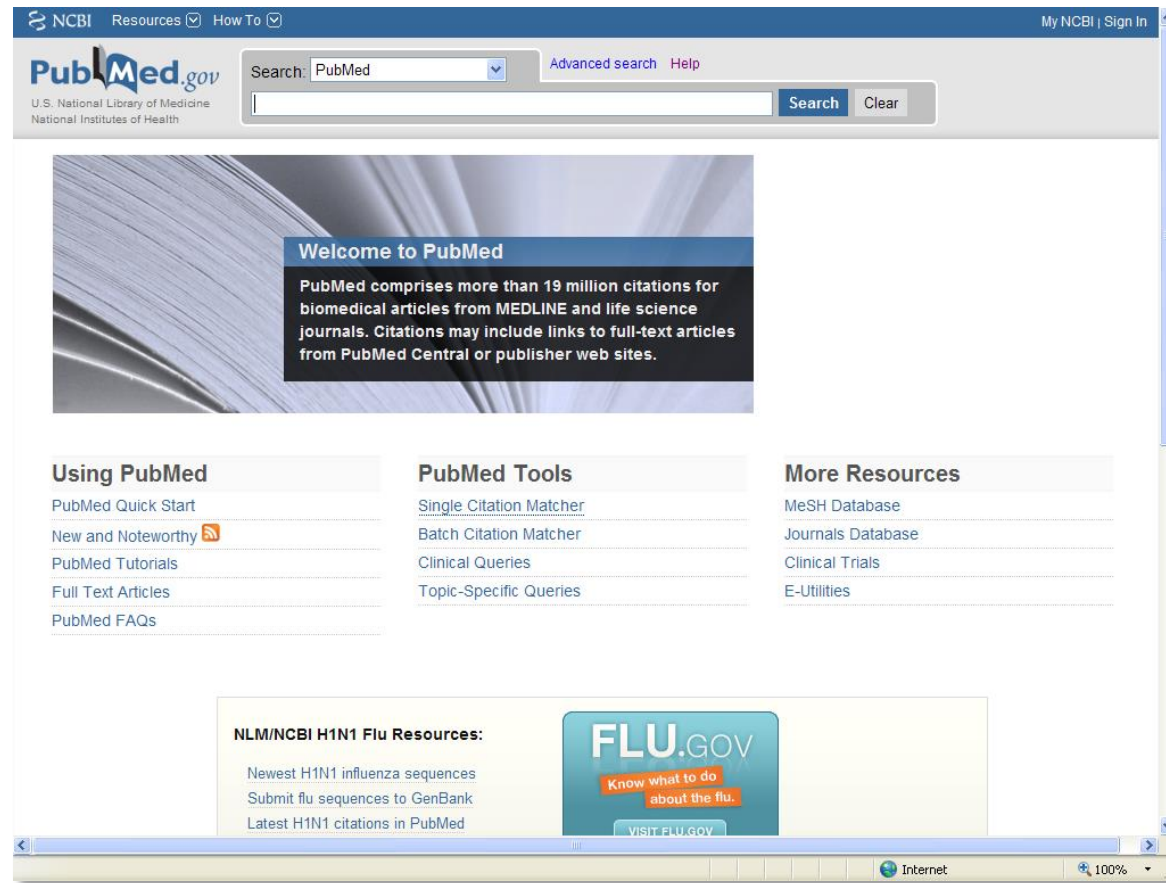 NCBI Resources How To My NCBI | Sign In
PubMed.gov
U.S. National Library of Medicine
National Institutes of Health
Search: PubMed
Advanced search Help
Search Clear
Welcome to PubMed
PubMed comprises more than 19 million citations for
biomedical articles from MEDLINE and life science
journals. Citations may include links to full-text articles
from PubMed Central or publisher web sites.
Using PubMed
PubMed Quick Start
New and Noteworthy
PubMed Tutorials
Full Text Articles
PubMed FAQs
PubMed Tools
Single Citation Matcher
Batch Citation Matcher
Clinical Queries
Topic-Specific Queries
More Resources
MeSH Database
Journals Database
Clinical Trials
E-Utilities
NLM/NCBI H1N1 Flu Resources:
Newest H1N1 influenza sequences
Submit flu sequences to GenBank
Latest H1N1 citations in PubMed
FLU.GOV
Know what to do
about the flu.
VISIT FLU.GOV
Internet 100%